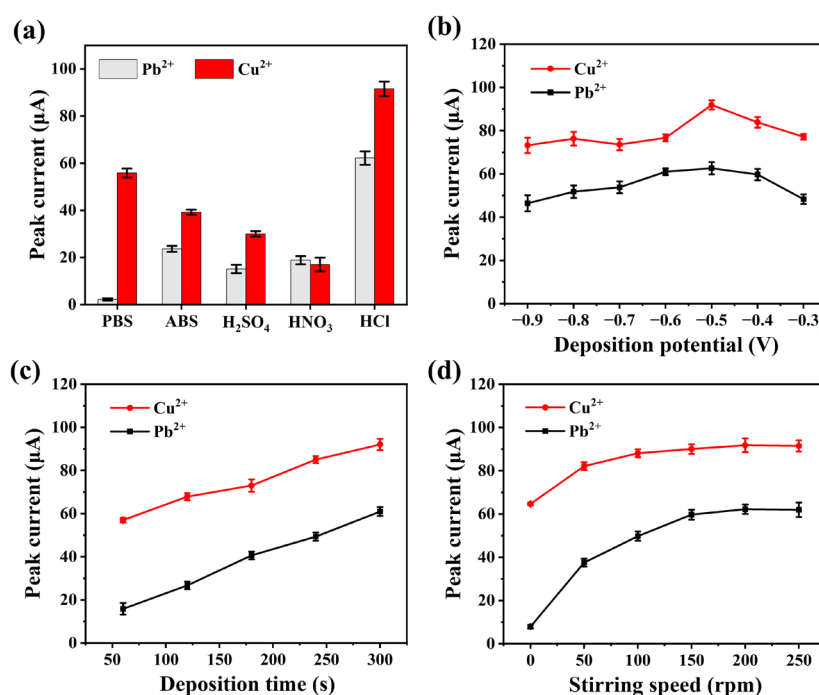 (a)
Pb²⁺
Cu²⁺
Peak current (µA)
100
80
60
40
20
0
PBS
ABS
H₂SO₄
HNO₃
HCl
(b)
Cu²⁺
Pb²⁺
Peak current (µA)
120
100
80
60
40
20
0
−0.9
−0.8
−0.7
−0.6
−0.5
−0.4
−0.3
Deposition potential (V)
(c)
Cu²⁺
Pb²⁺
Peak current (µA)
120
100
80
60
40
20
0
50
100
150
200
250
300
Deposition time (s)
(d)
Cu²⁺
Pb²⁺
Peak current (µA)
120
100
80
60
40
20
0
0
50
100
150
200
250
Stirring speed (rpm)